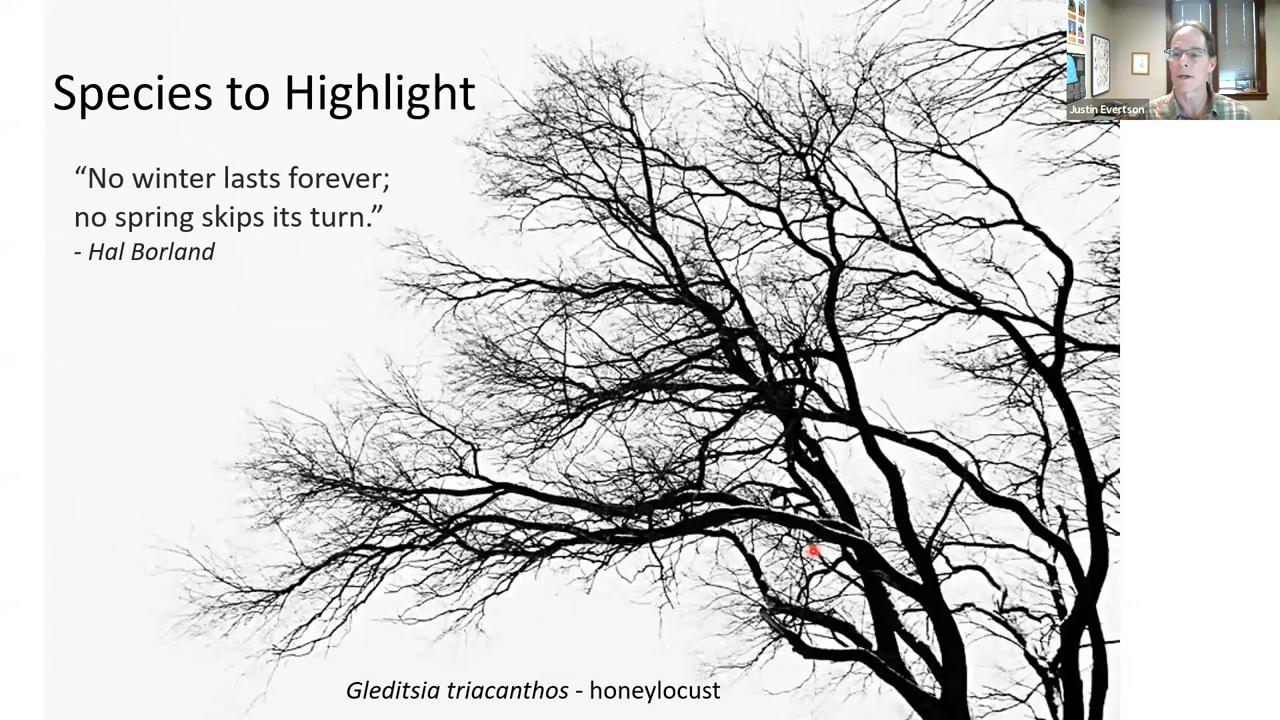 Species to Highlight
“No winter lasts forever;
no spring skips its turn.”
- Hal Borland
Gleditsia triacanthos - honeylocust
Justin Evertson